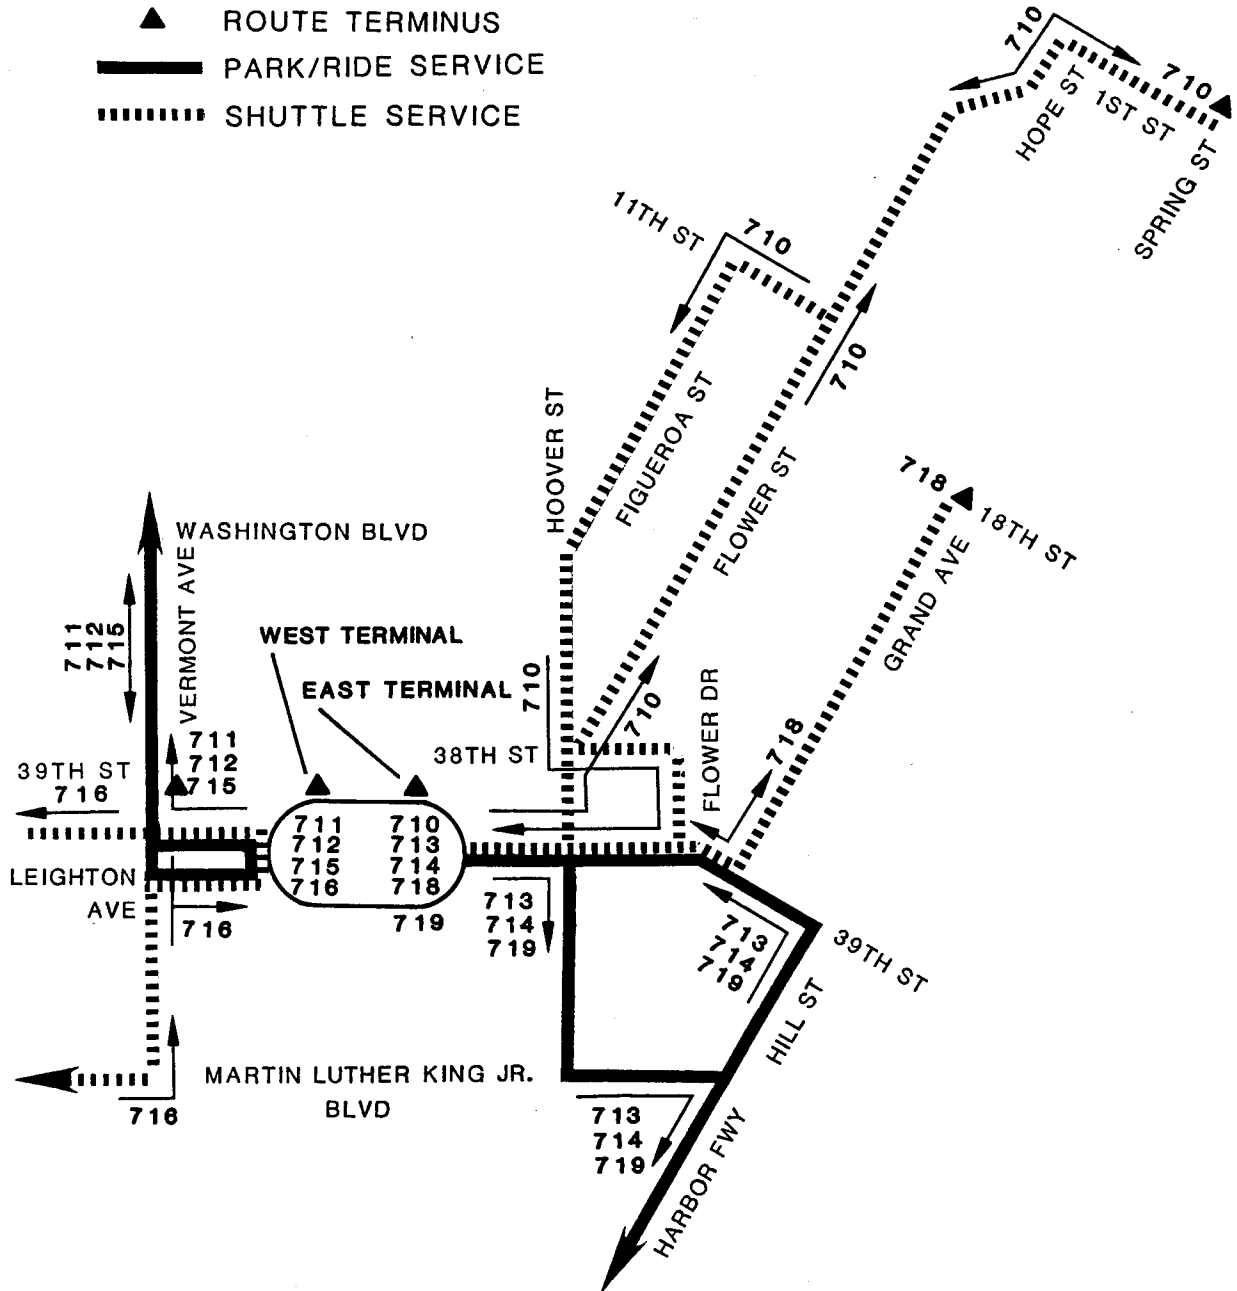 ROUTE TERMINUS
PARK/RIDE SERVICE
SHUTTLE SERVICE
710
710
HOPE ST
1ST ST
SPRING ST
11TH ST
710
710
HOOVER ST
FIGUEROA ST
FLOWER ST
718
18TH ST
GRAND AVE
WASHINGTON BLVD
VERMONT AVE
711
712
715
WEST TERMINAL
EAST TERMINAL
710
710
FLOWER DR
718
38TH ST
711
712
715
39TH ST
716
711
712
715
716
710
713
714
718
719
LEIGHTON
AVE
716
713
714
719
713
714
719
39TH ST
HILL ST
MARTIN LUTHER KING JR.
BLVD
716
713
714
719
HARBOR FWY